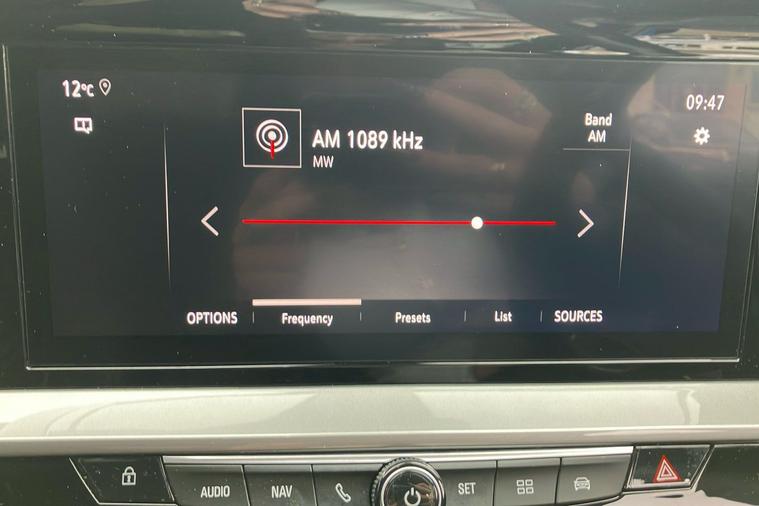 12°C
09:47
AM 1089 kHz
MW
Band
AM
OPTIONS
Frequency
Presets
List
SOURCES
AUDIO
NAV
SET